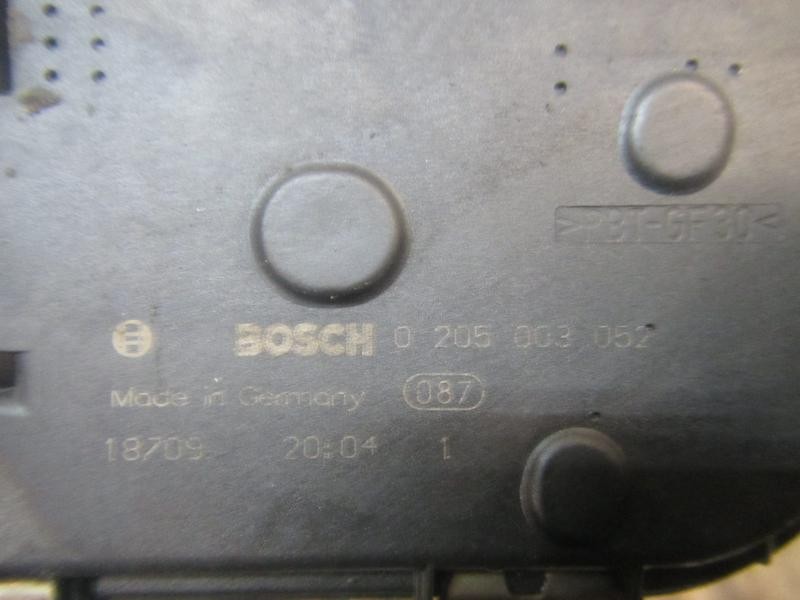 >PBT-GF30<
BOSCH 0 205 003 052
Made in Germany 087
18709 20:04 1